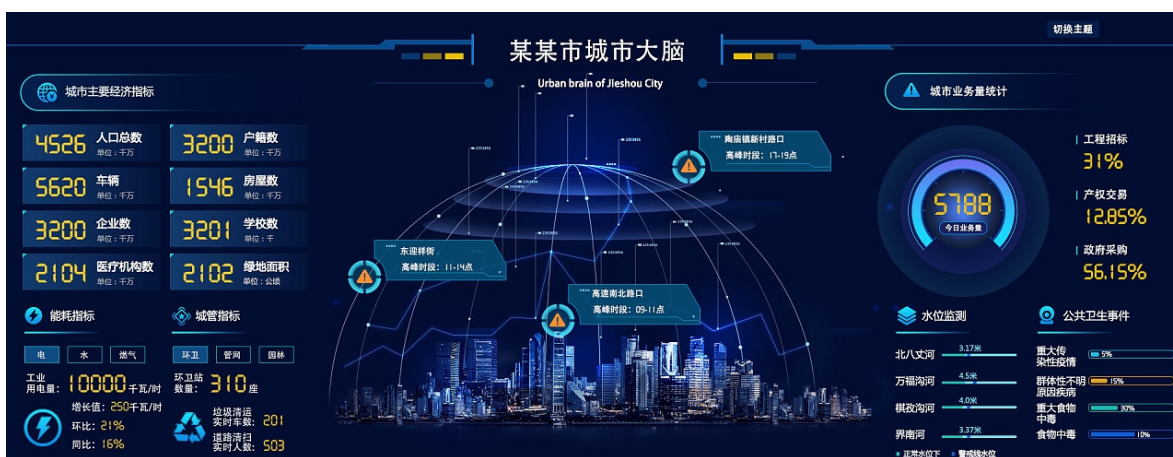 切换主题
某某市城市大脑
Urban brain of Jieshou City
城市主要经济指标
4526 人口总数 单位：千万
3200 户籍数 单位：千万
5620 车辆 单位：千万
1546 房屋数 单位：千万
3200 企业数 单位：千万
3201 学校数 单位：千
2104 医疗机构数 单位：千万
2102 绿地面积 单位：公顷
能耗指标
电 水 燃气
工业
用电量： 10000 千瓦/时
增长值：250千瓦/时
环比：21%
同比：16%
城管指标
环卫 管网 园林
环卫站
数量： 310 座
垃圾清运
实时车数： 201
道路清扫
实时人数： 503
陶庙镇新村路口
高峰时段：17-19点
东迎祥街
高峰时段：11-14点
高速南北路口
高峰时段：09-11点
城市业务量统计
5788
今日业务量
工程招标
31%
产权交易
12.85%
政府采购
56.15%
水位监测
北八丈河 3.17米
万福沟河 4.5米
棋孜沟河 4.0米
界南河 3.37米
正常水位下 警戒线水位
公共卫生事件
重大传
染性疫情 5%
群体性不明
原因疾病 15%
重大食物
中毒 30%
食物中毒 10%